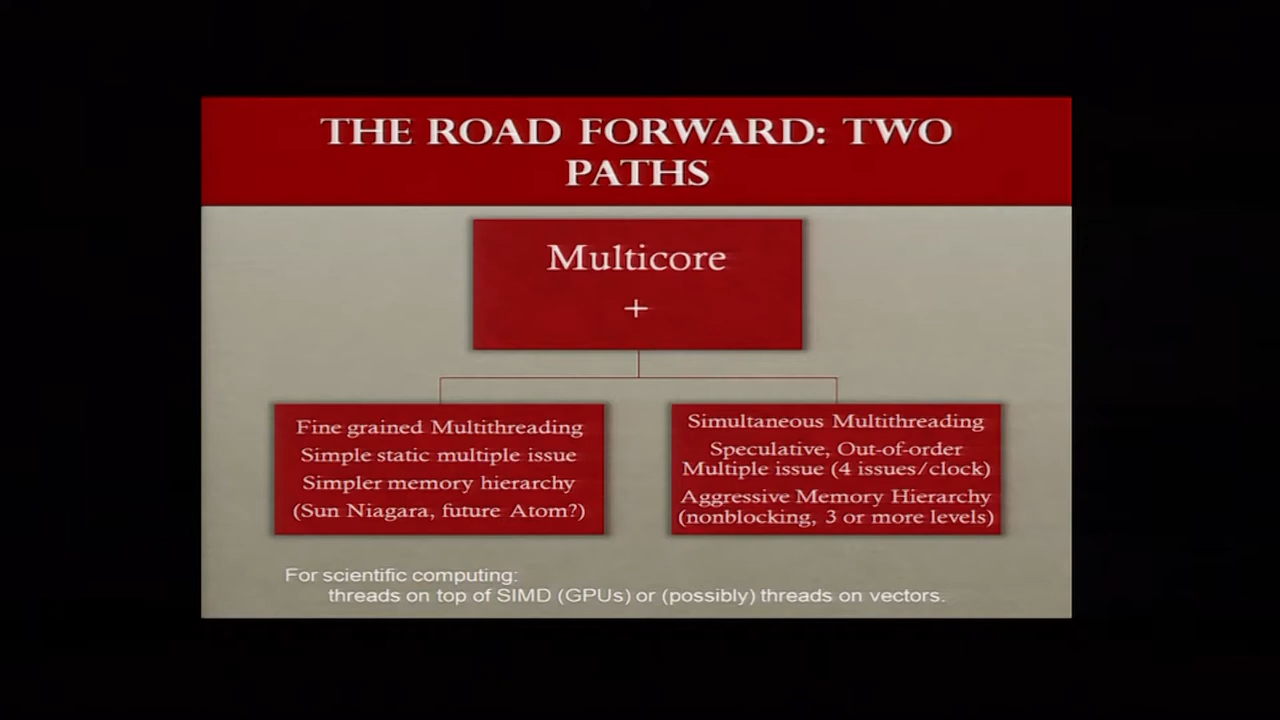 THE ROAD FORWARD: TWO
PATHS
Multicore
+
Fine grained Multithreading
Simple static multiple issue
Simpler memory hierarchy
(Sun Niagara, future Atom?)
Simultaneous Multithreading
Speculative, Out-of-order
Multiple issue (4 issues/clock)
Aggressive Memory Hierarchy
(nonblocking, 3 or more levels)
For scientific computing:
threads on top of SIMD (GPUs) or (possibly) threads on vectors.